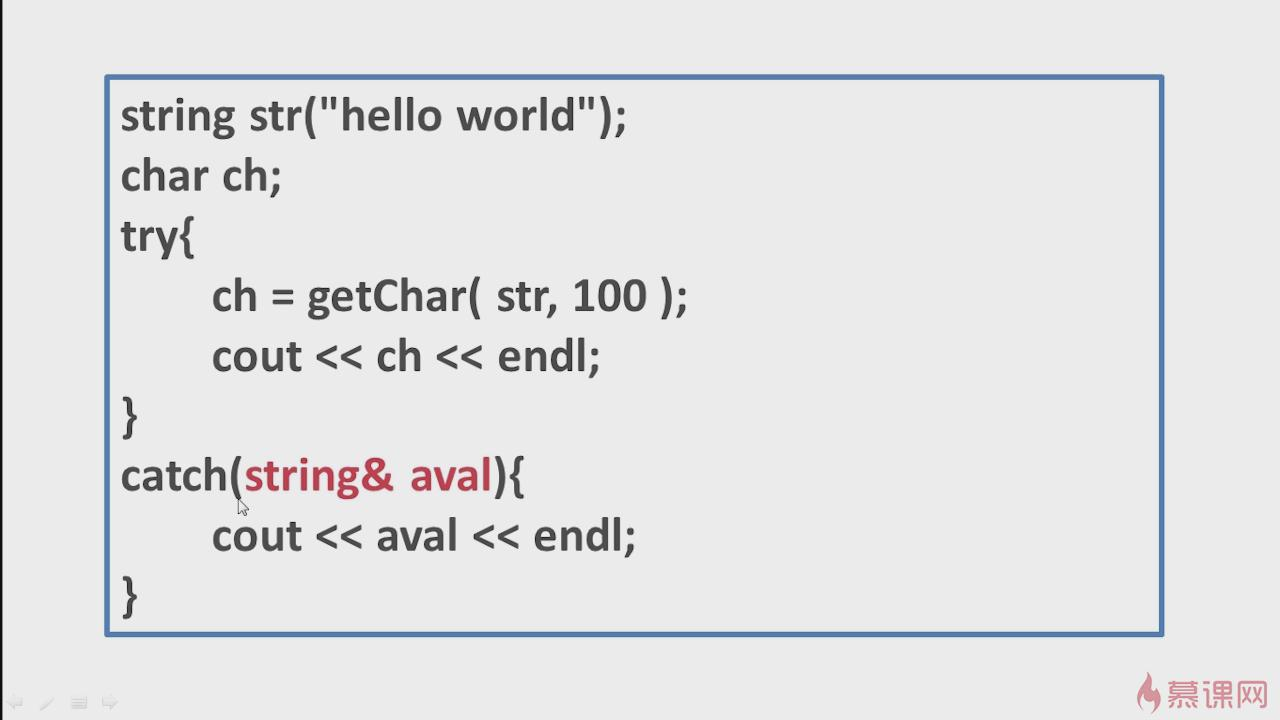 string str("hello world");
char ch;
try{
ch = getChar( str, 100 );
cout << ch << endl;
}
catch(string& aval){
cout << aval << endl;
}
慕课网